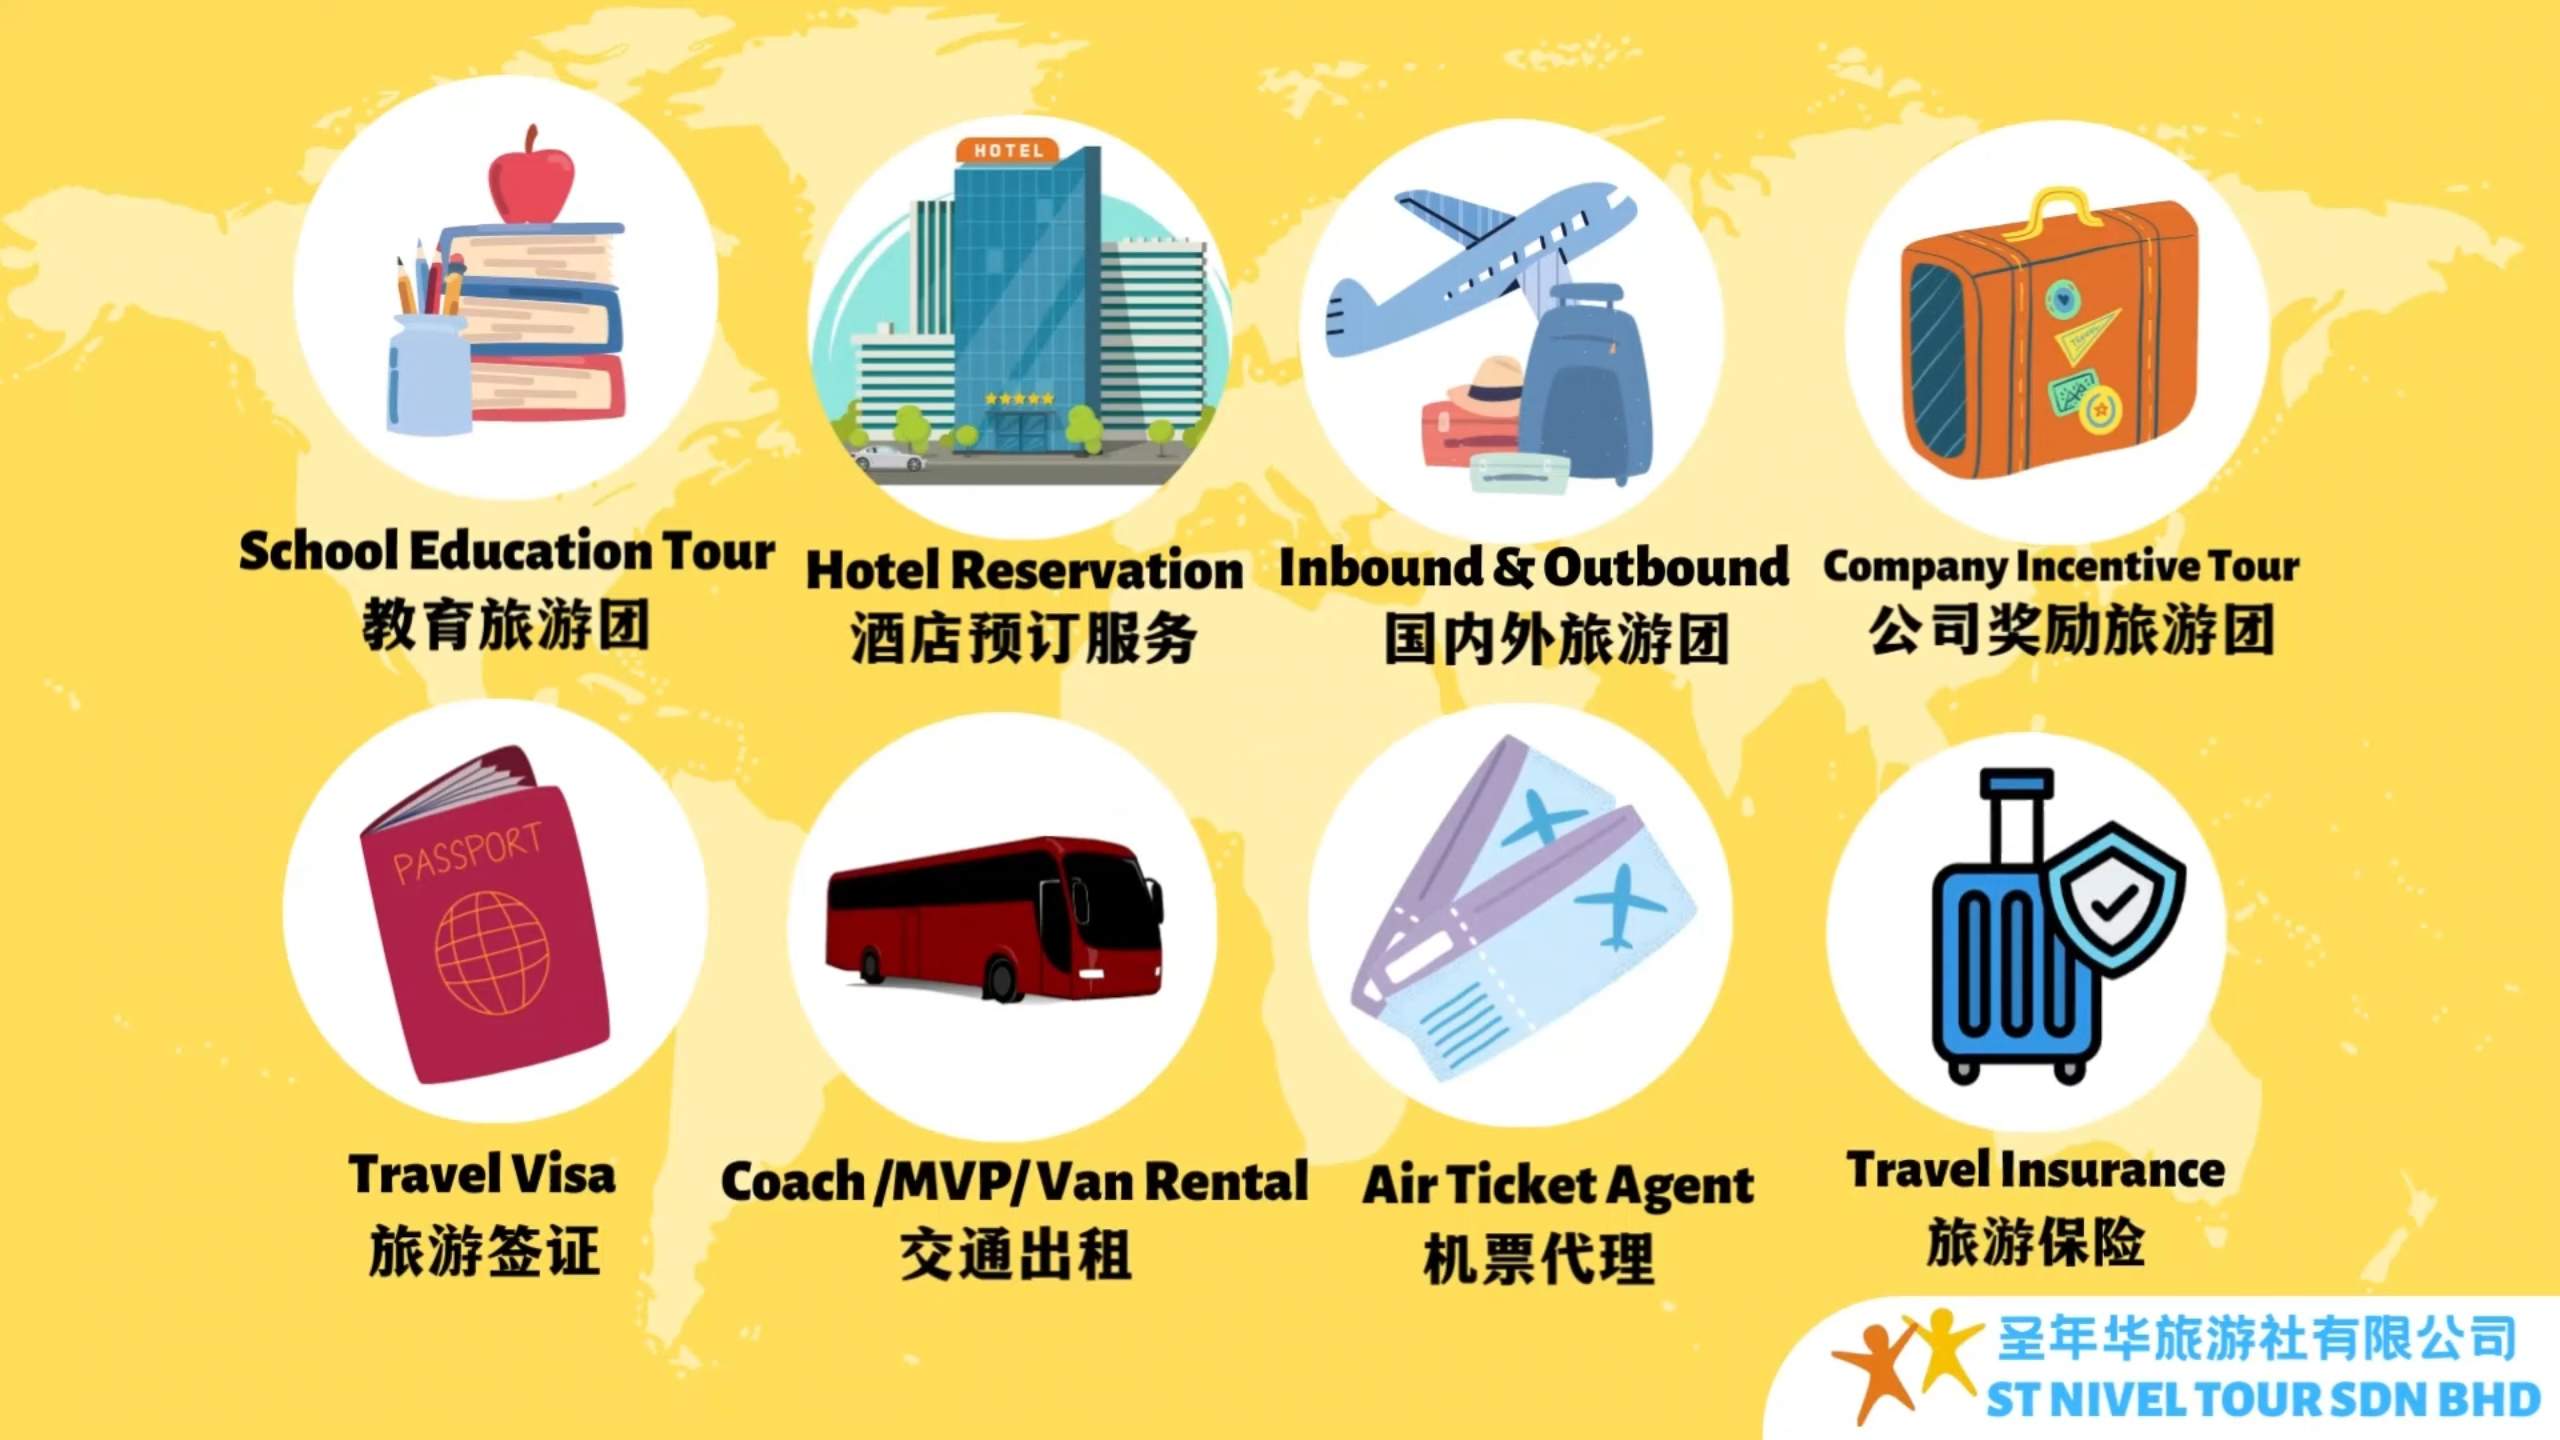 HOTEL
School Education Tour
教育旅游团
Hotel Reservation
酒店预订服务
Inbound & Outbound
国内外旅游团
Company Incentive Tour
公司奖励旅游团
PASSPORT
Travel Visa
旅游签证
Coach /MVP/ Van Rental
交通出租
Air Ticket Agent
机票代理
Travel Insurance
旅游保险
圣年华旅游社有限公司
ST NIVEL TOUR SDN BHD